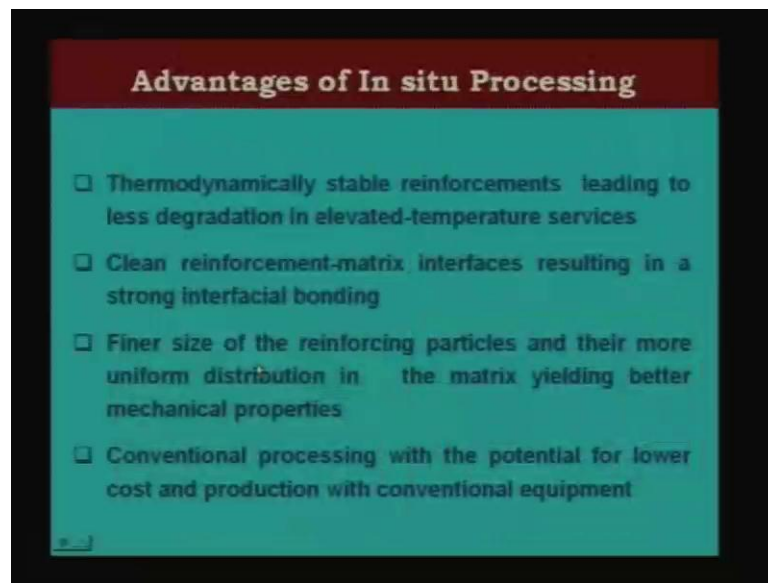 Advantages of In situ Processing
❑ Thermodynamically stable reinforcements leading to
less degradation in elevated-temperature services
❑ Clean reinforcement-matrix interfaces resulting in a
strong interfacial bonding
❑ Finer size of the reinforcing particles and their more
uniform distribution in the matrix yielding better
mechanical properties
❑ Conventional processing with the potential for lower
cost and production with conventional equipment